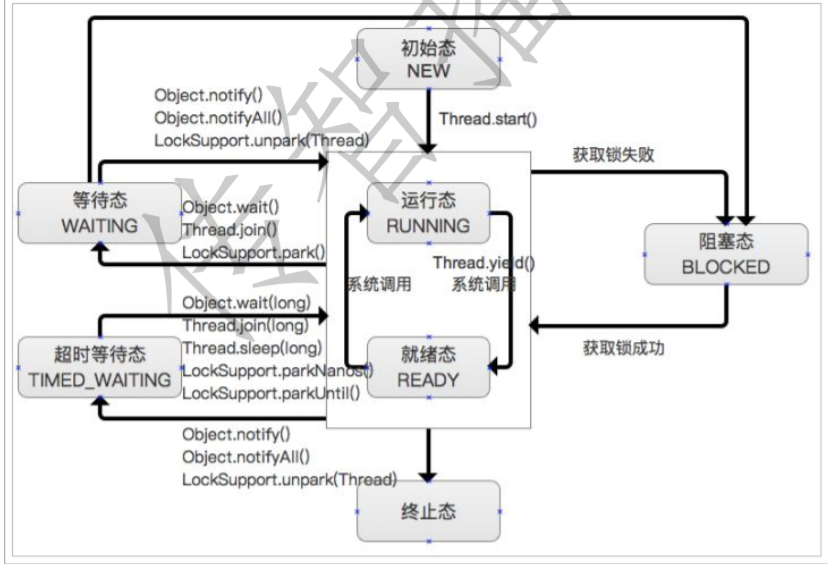 初始态
NEW
Object.notify()
Object.notifyAll()
LockSupport.unpark(Thread)
Thread.start()
获取锁失败
等待态
WAITING
Object.wait()
Thread.join()
LockSupport.park()
运行态
RUNNING
Thread.yield()
系统调用
系统调用
阻塞态
BLOCKED
Object.wait(long)
Thread.join(long)
Thread.sleep(long)
LockSupport.parkNanos()
LockSupport.parkUntil()
超时等待态
TIMED_WAITING
就绪态
READY
获取锁成功
Object.notify()
Object.notifyAll()
LockSupport.unpark(Thread)
终止态
传智播